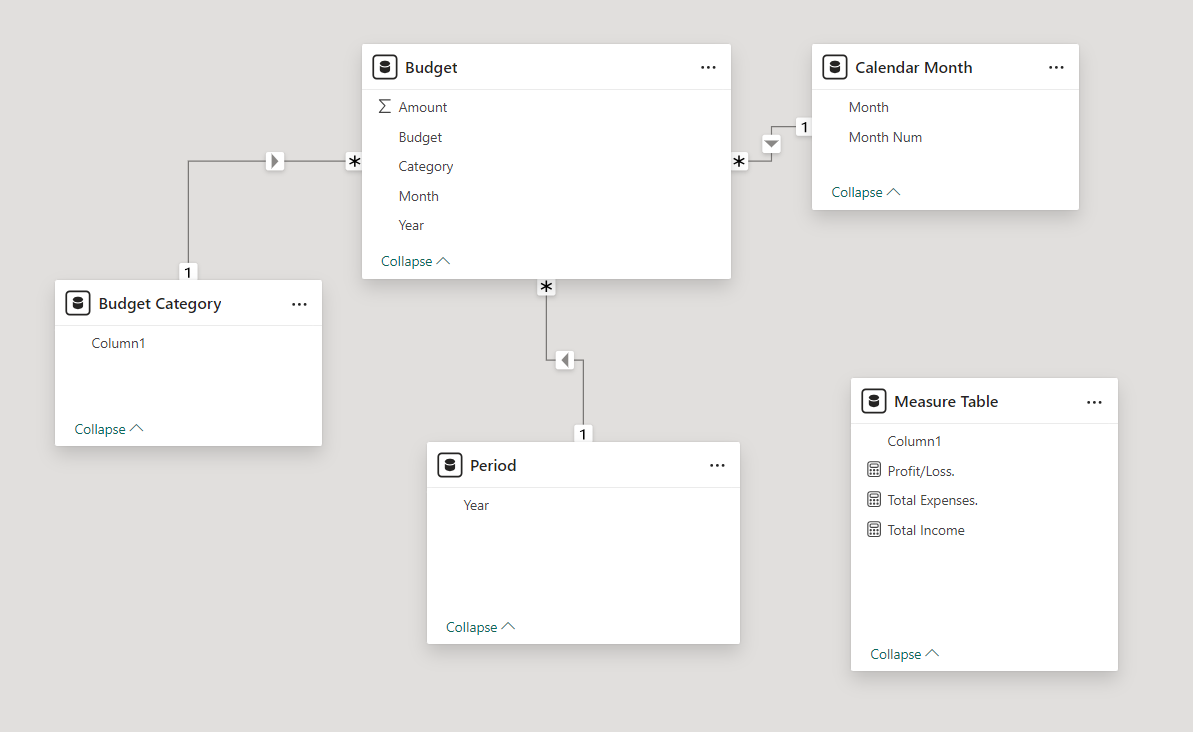 Budget
Σ Amount
Budget
Category
Month
Year
Collapse
*
*
*
Calendar Month
Month
Month Num
Collapse
1
Budget Category
Column1
Collapse
1
Period
Year
Collapse
1
Measure Table
Column1
Profit/Loss.
Total Expenses.
Total Income
Collapse